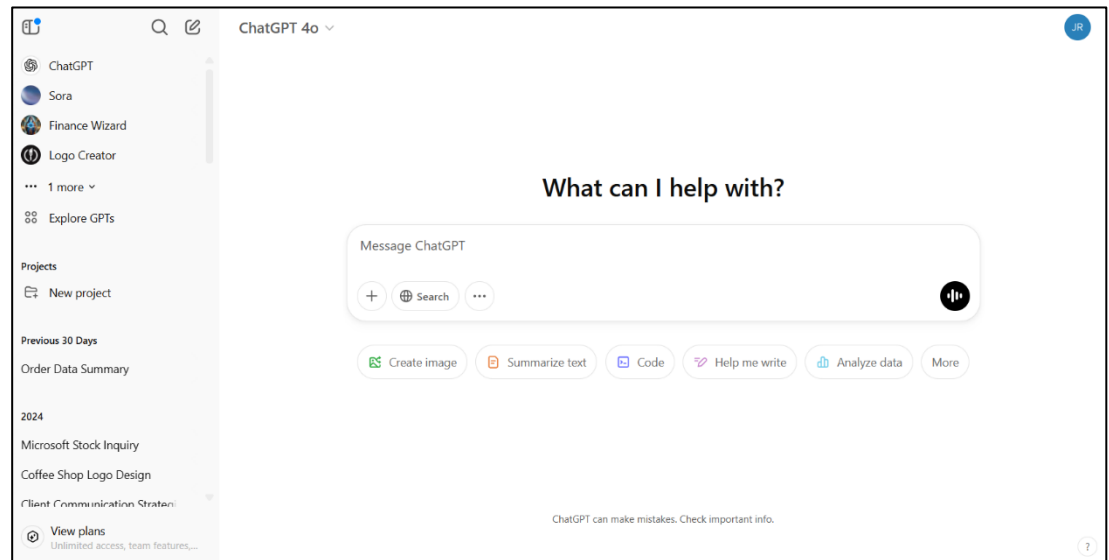 ChatGPT 4o
JR
ChatGPT
Sora
Finance Wizard
Logo Creator
1 more
Explore GPTs
Projects
New project
Previous 30 Days
Order Data Summary
2024
Microsoft Stock Inquiry
Coffee Shop Logo Design
Client Communication Strateg
View plans
Unlimited access, team features,...
What can I help with?
Message ChatGPT
Search
Create image
Summarize text
Code
Help me write
Analyze data
More
ChatGPT can make mistakes. Check important info.
?